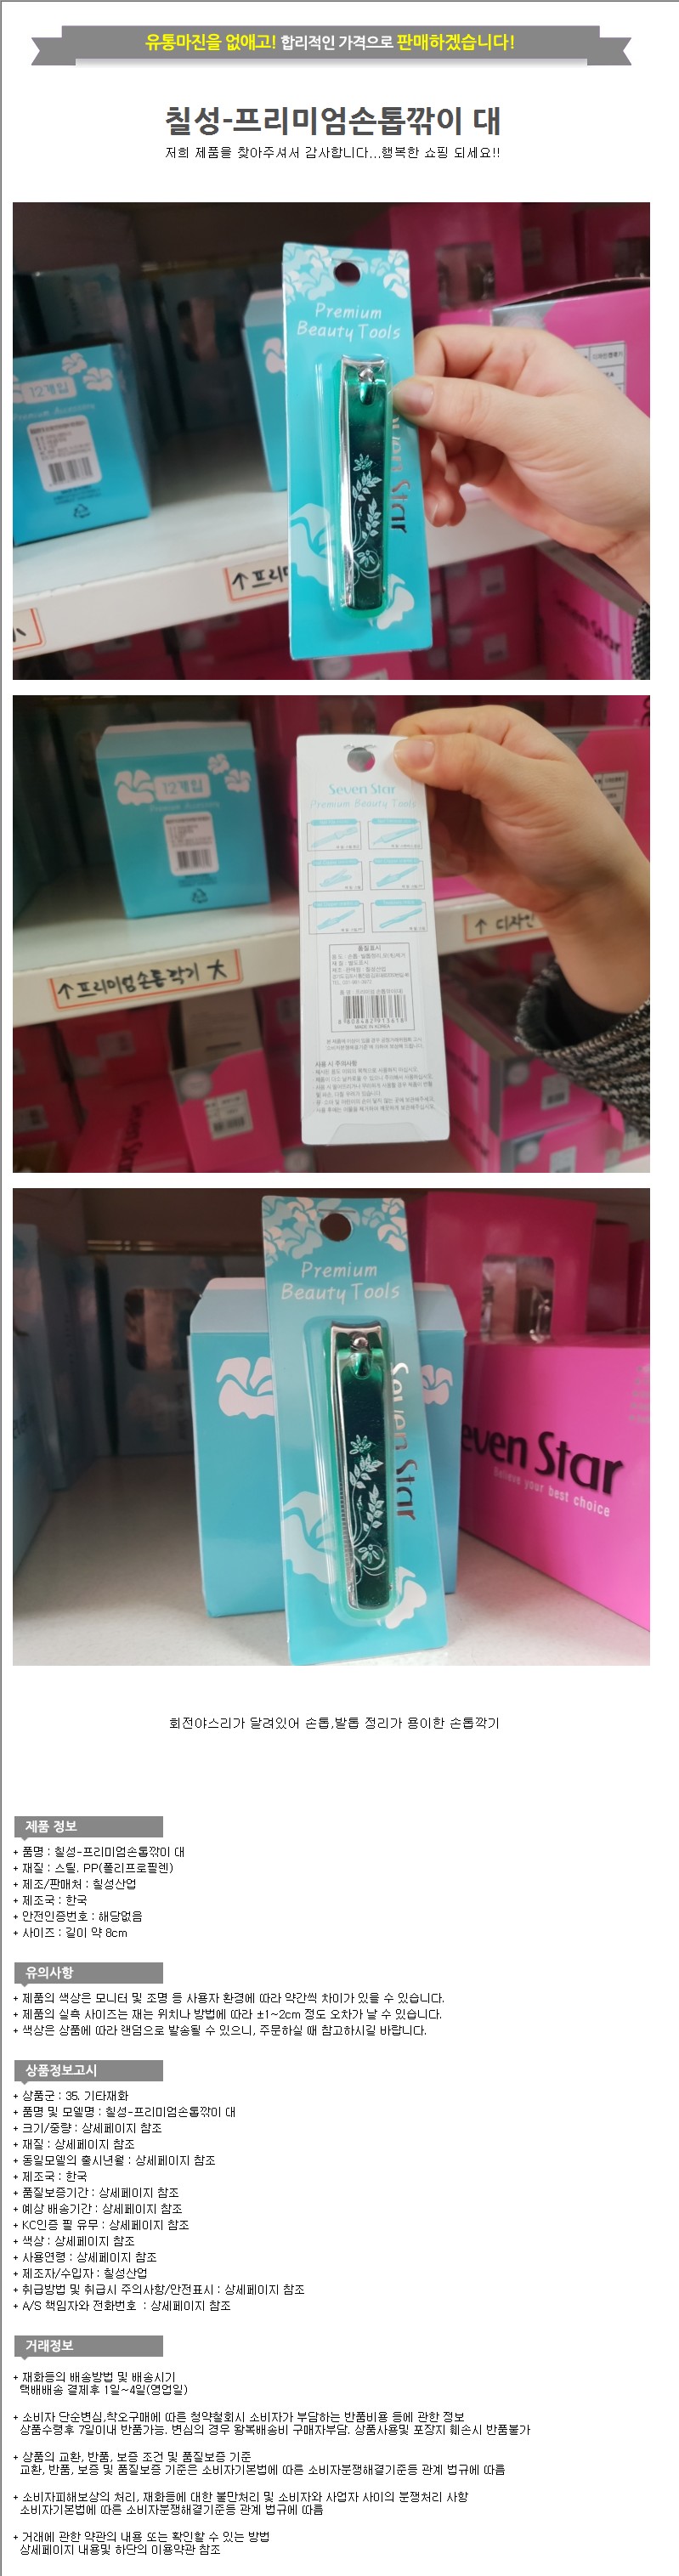 유통마진을 없애고! 합리적인 가격으로 판매하겠습니다!
칠성-프리미엄손톱깎이 대
저희 제품을 찾아주셔서 감사합니다...행복한 쇼핑 되세요!!
Premium
Beauty Tools
Seven Star
12개입
Premium
↑프리미
Seven Star
12개입
Seven Star
Premium Beauty Tools
품질표시
8808482913618
MADE IN KOREA
사용 시 주의사항
↑ 디자인
↑프리미엄손톱깍기 大
Premium
Beauty Tools
Seven Star
even Star
Believe your best choice
회전야스리가 달려있어 손톱,발톱 정리가 용이한 손톱깍기
제품 정보
+ 품명 : 칠성-프리미엄손톱깎이 대
+ 재질 : 스틸. PP(폴리프로필렌)
+ 제조/판매처 : 칠성산업
+ 제조국 : 한국
+ 안전인증번호 : 해당없음
+ 사이즈 : 길이 약 8cm
유의사항
+ 제품의 색상은 모니터 및 조명 등 사용자 환경에 따라 약간씩 차이가 있을 수 있습니다.
+ 제품의 실측 사이즈는 재는 위치나 방법에 따라 ±1~2cm 정도 오차가 날 수 있습니다.
+ 색상은 상품에 따라 랜덤으로 발송될 수 있으니, 주문하실 때 참고하시길 바랍니다.
상품정보고시
+ 상품군 : 35. 기타재화
+ 품명 및 모델명 : 칠성-프리미엄손톱깎이 대
+ 크기/중량 : 상세페이지 참조
+ 재질 : 상세페이지 참조
+ 동일모델의 출시년월 : 상세페이지 참조
+ 제조국 : 한국
+ 품질보증기간 : 상세페이지 참조
+ 예상 배송기간 : 상세페이지 참조
+ KC인증 필 유무 : 상세페이지 참조
+ 색상 : 상세페이지 참조
+ 사용연령 : 상세페이지 참조
+ 제조자/수입자 : 칠성산업
+ 취급방법 및 취급시 주의사항/안전표시 : 상세페이지 참조
+ A/S 책임자와 전화번호 : 상세페이지 참조
거래정보
+ 재화등의 배송방법 및 배송시기
택배배송 결제후 1일~4일(영업일)
+ 소비자 단순변심,착오구매에 따른 청약철회시 소비자가 부담하는 반품비용 등에 관한 정보
상품수령후 7일이내 반품가능. 변심의 경우 왕복배송비 구매자부담. 상품사용및 포장지 훼손시 반품불가
+ 상품의 교환, 반품, 보증 조건 및 품질보증 기준
교환, 반품, 보증 및 품질보증 기준은 소비자기본법에 따른 소비자분쟁해결기준등 관계 법규에 따름
+ 소비자피해보상의 처리, 재화등에 대한 불만처리 및 소비자와 사업자 사이의 분쟁처리 사항
소비자기본법에 따른 소비자분쟁해결기준등 관계 법규에 따름
+ 거래에 관한 약관의 내용 또는 확인할 수 있는 방법
상세페이지 내용및 하단의 이용약관 참조